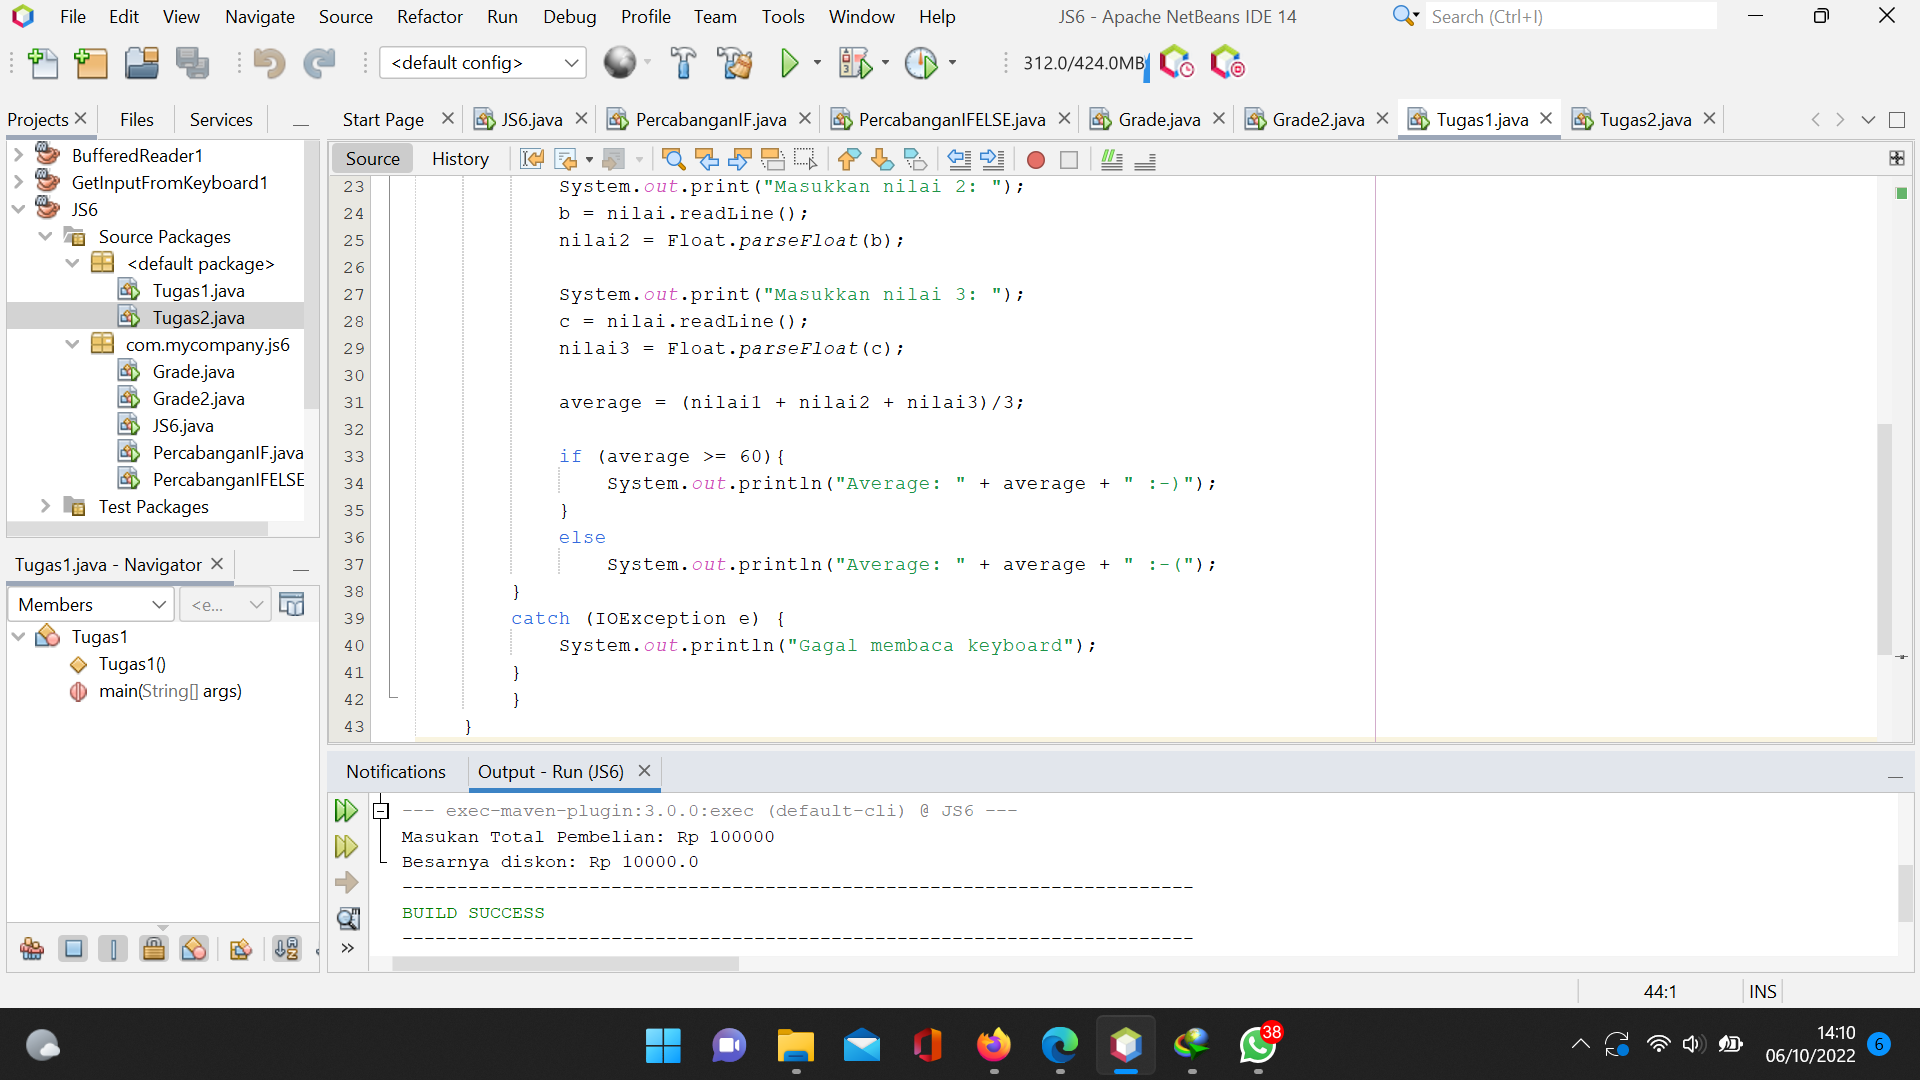 File Edit View Navigate Source Refactor Run Debug Profile Team Tools Window Help JS6 - Apache NetBeans IDE 14 Search (Ctrl+I)
<default config> 312.0/424.0MB
Projects Files Services Start Page JS6.java PercabanganIF.java PercabanganIFELSE.java Grade.java Grade2.java Tugas1.java Tugas2.java
Source History
BufferedReader1
GetInputFromKeyboard1
JS6
Source Packages
<default package>
Tugas1.java
Tugas2.java
com.mycompany.js6
Grade.java
Grade2.java
JS6.java
PercabanganIF.java
PercabanganIFELSE
Test Packages
23 System.out.print("Masukkan nilai 2: ");
24 b = nilai.readLine();
25 nilai2 = Float.parseFloat(b);
26
27 System.out.print("Masukkan nilai 3: ");
28 c = nilai.readLine();
29 nilai3 = Float.parseFloat(c);
30
31 average = (nilai1 + nilai2 + nilai3)/3;
32
33 if (average >= 60){
34 System.out.println("Average: " + average + " :-)");
35 }
36 else
37 System.out.println("Average: " + average + " :-(");
38 }
39 catch (IOException e) {
40 System.out.println("Gagal membaca keyboard");
41 }
42 }
43 }
Tugas1.java - Navigator
Members <e...
Tugas1
Tugas1()
main(String[] args)
Notifications Output - Run (JS6)
--- exec-maven-plugin:3.0.0:exec (default-cli) @ JS6 ---
Masukan Total Pembelian: Rp 100000
Besarnya diskon: Rp 10000.0
------------------------------------------------------------------------
BUILD SUCCESS
------------------------------------------------------------------------
44:1 INS
38
14:10
06/10/2022
6